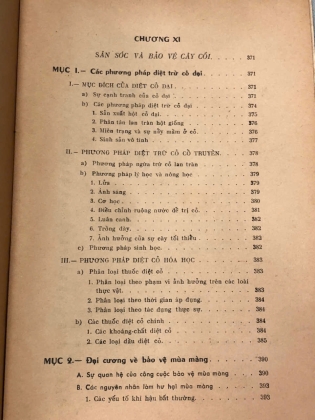 CHƯƠNG XI
SĂN SÓC VÀ BẢO VỆ CÂY CỐI. 371
MỤC I.— Các phương pháp diệt trừ cỏ dại 371
I.— MỤC ĐÍCH CỦA DIỆT CỎ DẠI 371
a) Sự cạnh tranh của cỏ dại 371
b) Các phương pháp diệt trừ cỏ dại 374
1. Sản xuất hột cỏ dại 375
2. Phân tán lan tràn hột giống 376
3. Miên trạng và sự nảy mầm ở cỏ. 376
4. Sinh sản vô tính 377
II.— PHƯƠNG PHÁP DIỆT TRỪ CỎ CỔ TRUYỀN. 378
a) Phương pháp ngừa trừ cỏ lan tràn 378
b) Phương pháp lý học và nông học 379
1. Lửa 379
2. Ánh sáng 379
3. Cơ học 380
4. Điều chỉnh ruộng nước để trị cỏ. 381
5. Luân canh. 381
6. Trồng dày. 381
7. Ảnh hưởng của sự cày tối thiểu 382
c) Phương pháp sinh học. 382
III.— PHƯƠNG PHÁP DIỆT CỎ HÓA HỌC 383
a) Phân loại thuốc diệt cỏ 383
1. Phân loại theo phạm vi ảnh hưởng trên các loài
thực vật. 383
2. Phân loại theo thời gian áp dụng. 384
3. Phân loại theo tác dụng thực sự. 384
b) Các thuốc diệt cỏ chính 384
1. Các khoáng-chất diệt cỏ 384
2. Các loại dầu diệt cỏ. 385
MỤC 2.— Đại cương về bảo vệ mùa màng 390
A. Sự quan hệ của công cuộc bảo vệ mùa màng 390
B. Các nguyên nhân làm hư hại mùa màng 393
1. Các yếu tố khí hậu bất thường. 393